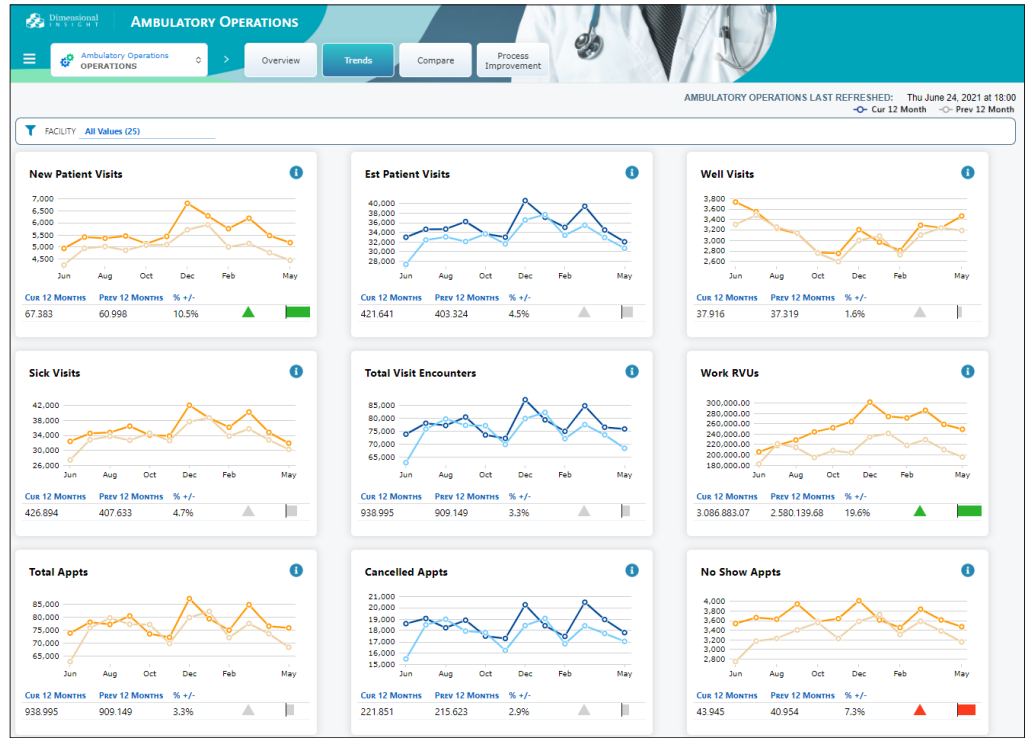 Dimensional
INSIGHT
AMBULATORY OPERATIONS
Ambulatory Operations
OPERATIONS
Overview
Trends
Compare
Process
Improvement
AMBULATORY OPERATIONS LAST REFRESHED: Thu June 24, 2021 at 18:00
Cur 12 Month Prev 12 Month
FACILITY All Values (25)
New Patient Visits
7,000
6,500
6,000
5,500
5,000
4,500
Jun Aug Oct Dec Feb May
CUR 12 MONTHS PREV 12 MONTHS % +/-
67.383 60.998 10.5%
Est Patient Visits
40,000
38,000
36,000
34,000
32,000
30,000
28,000
Jun Aug Oct Dec Feb May
CUR 12 MONTHS PREV 12 MONTHS % +/-
421.641 403.324 4.5%
Well Visits
3,800
3,600
3,400
3,200
3,000
2,800
2,600
Jun Aug Oct Dec Feb May
CUR 12 MONTHS PREV 12 MONTHS % +/-
37.916 37.319 1.6%
Sick Visits
42,000
38,000
34,000
30,000
26,000
Jun Aug Oct Dec Feb May
CUR 12 MONTHS PREV 12 MONTHS % +/-
426.894 407.633 4.7%
Total Visit Encounters
85,000
80,000
75,000
70,000
65,000
Jun Aug Oct Dec Feb May
CUR 12 MONTHS PREV 12 MONTHS % +/-
938.995 909.149 3.3%
Work RVUs
300,000.00
280,000.00
260,000.00
240,000.00
220,000.00
200,000.00
180,000.00
Jun Aug Oct Dec Feb May
CUR 12 MONTHS PREV 12 MONTHS % +/-
3.086.883.07 2.580.139.68 19.6%
Total Appts
85,000
80,000
75,000
70,000
65,000
Jun Aug Oct Dec Feb May
CUR 12 MONTHS PREV 12 MONTHS % +/-
938.995 909.149 3.3%
Cancelled Appts
21,000
20,000
19,000
18,000
17,000
16,000
15,000
Jun Aug Oct Dec Feb May
CUR 12 MONTHS PREV 12 MONTHS % +/-
221.851 215.623 2.9%
No Show Appts
4,000
3,800
3,600
3,400
3,200
3,000
2,800
Jun Aug Oct Dec Feb May
CUR 12 MONTHS PREV 12 MONTHS % +/-
43.945 40.954 7.3%